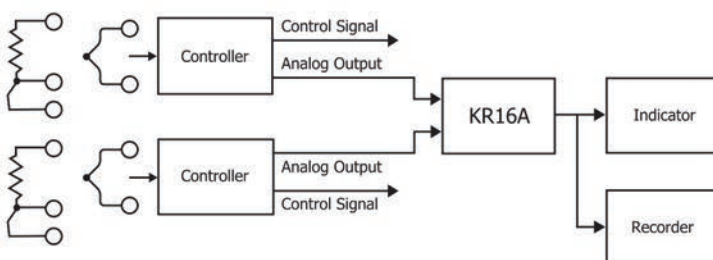 Control Signal
Controller
Analog Output
KR16A
Indicator
Controller
Analog Output
Control Signal
Recorder